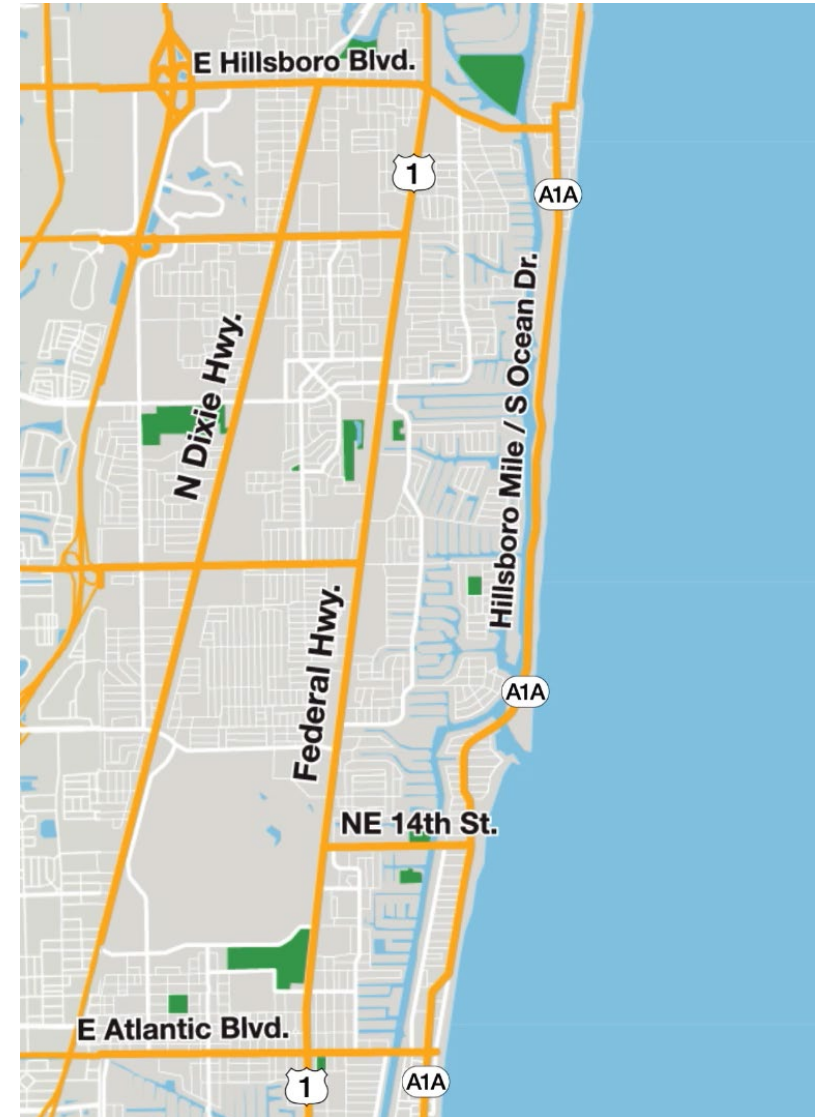 E Hillsboro Blvd.
1
A1A
Hillsboro Mile / S Ocean Dr.
N Dixie Hwy.
Federal Hwy.
A1A
NE 14th St.
E Atlantic Blvd.
1
A1A